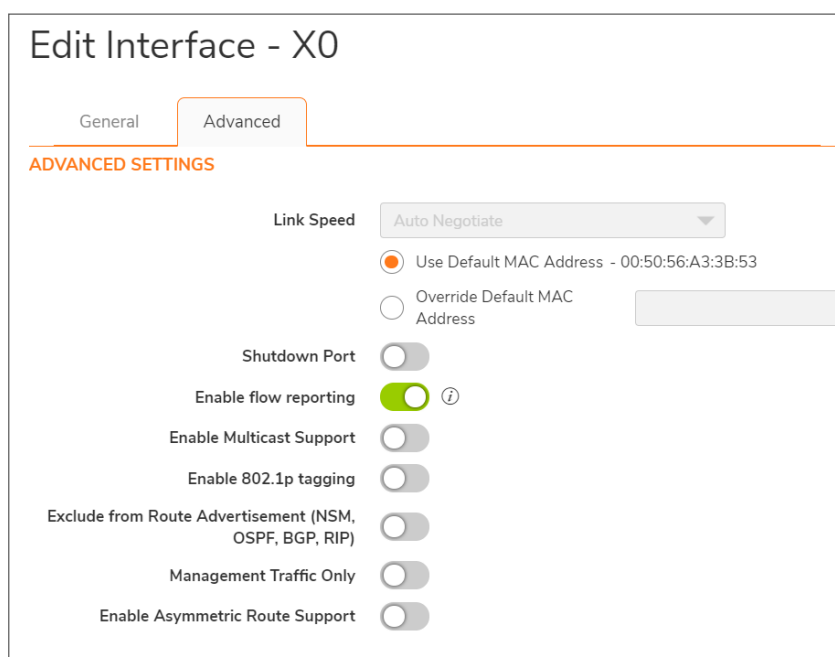 Edit Interface - X0
General
Advanced
ADVANCED SETTINGS
Link Speed
Auto Negotiate
Use Default MAC Address - 00:50:56:A3:3B:53
Override Default MAC
Address
Shutdown Port
Enable flow reporting
i
Enable Multicast Support
Enable 802.1p tagging
Exclude from Route Advertisement (NSM,
OSPF, BGP, RIP)
Management Traffic Only
Enable Asymmetric Route Support